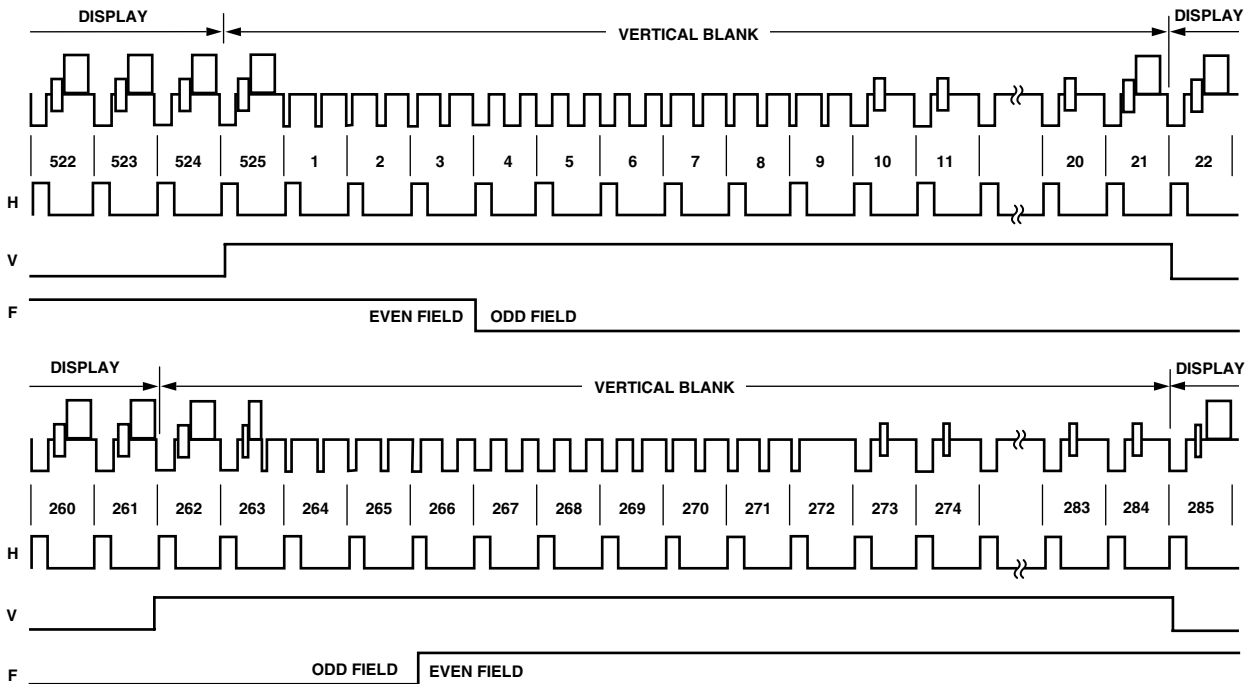 DISPLAY VERTICAL BLANK DISPLAY
522 523 524 525 1 2 3 4 5 6 7 8 9 10 11 20 21 22
H
V
F EVEN FIELD ODD FIELD
DISPLAY VERTICAL BLANK DISPLAY
260 261 262 263 264 265 266 267 268 269 270 271 272 273 274 283 284 285
H
V
F ODD FIELD EVEN FIELD